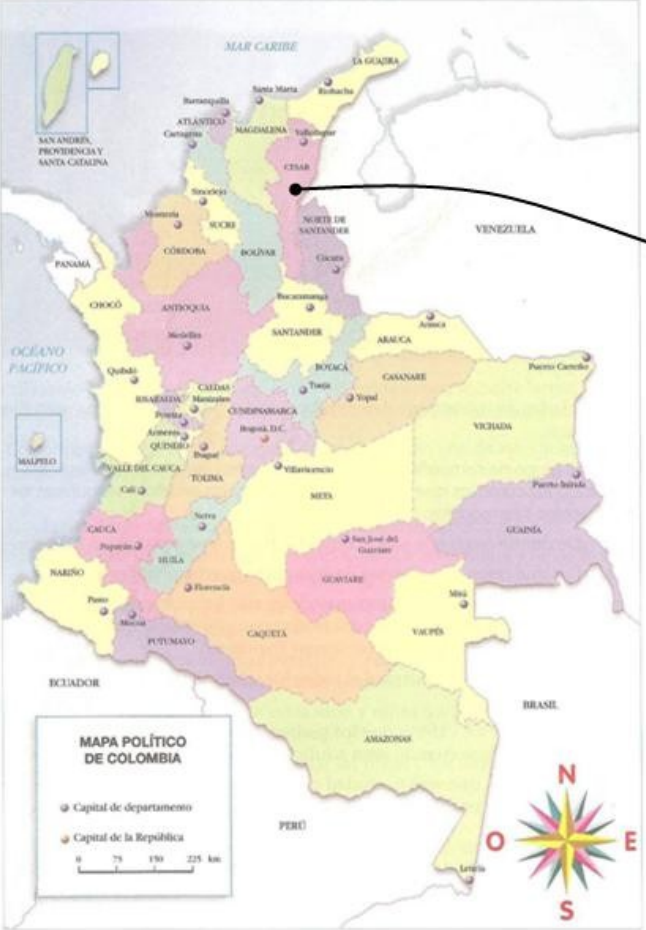 MAR CARIBE
LA GUAJIRA
Santa Marta
Riohacha
Barranquilla
ATLÁNTICO
MAGDALENA
Valledupar
Cartagena
SAN ANDRÉS,
PROVIDENCIA Y
SANTA CATALINA
CESAR
Sincelejo
Montería
SUCRE
NORTE DE
SANTANDER
VENEZUELA
CÓRDOBA
BOLÍVAR
Cúcuta
PANAMÁ
CHOCÓ
ANTIOQUIA
Bucaramanga
SANTANDER
Arauca
ARAUCA
Medellín
OCÉANO
PACÍFICO
Quibdó
BOYACÁ
Puerto Carreño
CASANARE
CALDAS
Tunja
RISARALDA
Manizales
Yopal
CUNDINAMARCA
Pereira
Bogotá, D.C.
VICHADA
Armenia
QUINDÍO
Ibagué
MALPELO
VALLE DEL CAUCA
Villavicencio
TOLIMA
Cali
META
Puerto Inírida
Neiva
CAUCA
GUAINÍA
Popayán
San José del
Guaviare
HUILA
NARIÑO
GUAVIARE
Florencia
Mitú
Pasto
Mocoa
CAQUETÁ
VAUPÉS
PUTUMAYO
ECUADOR
BRASIL
AMAZONAS
MAPA POLÍTICO
DE COLOMBIA
Capital de departamento
Capital de la República
0 75 150 225 km
PERÚ
N
O E
S
Leticia